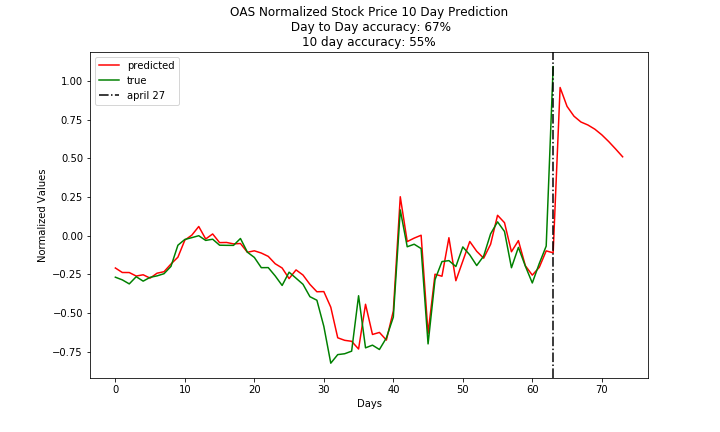 OAS Normalized Stock Price 10 Day Prediction
Day to Day accuracy: 67%
10 day accuracy: 55%
predicted
true
april 27
1.00
0.75
0.50
0.25
0.00
−0.25
−0.50
−0.75
Normalized Values
0 10 20 30 40 50 60 70
Days